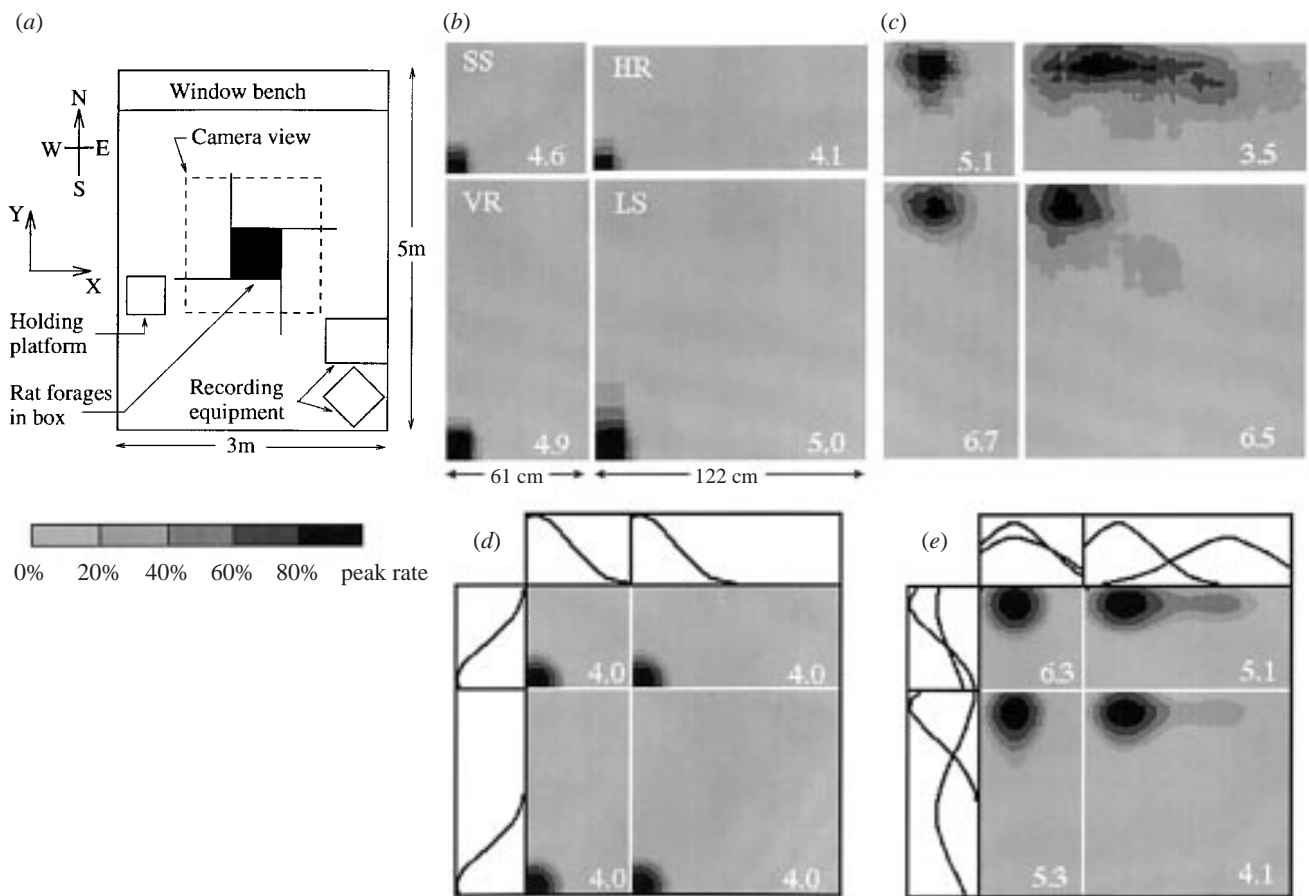 (a)
Window bench
N
W
E
S
Camera view
Y
X
5m
Holding
platform
Rat forages
in box
Recording
equipment
3m
0%
20%
40%
60%
80%
peak rate
(b)
SS
4.6
HR
4.1
VR
4.9
LS
5.0
61 cm
122 cm
(c)
5.1
3.5
6.7
6.5
(d)
4.0
4.0
4.0
4.0
(e)
6.3
5.1
5.3
4.1